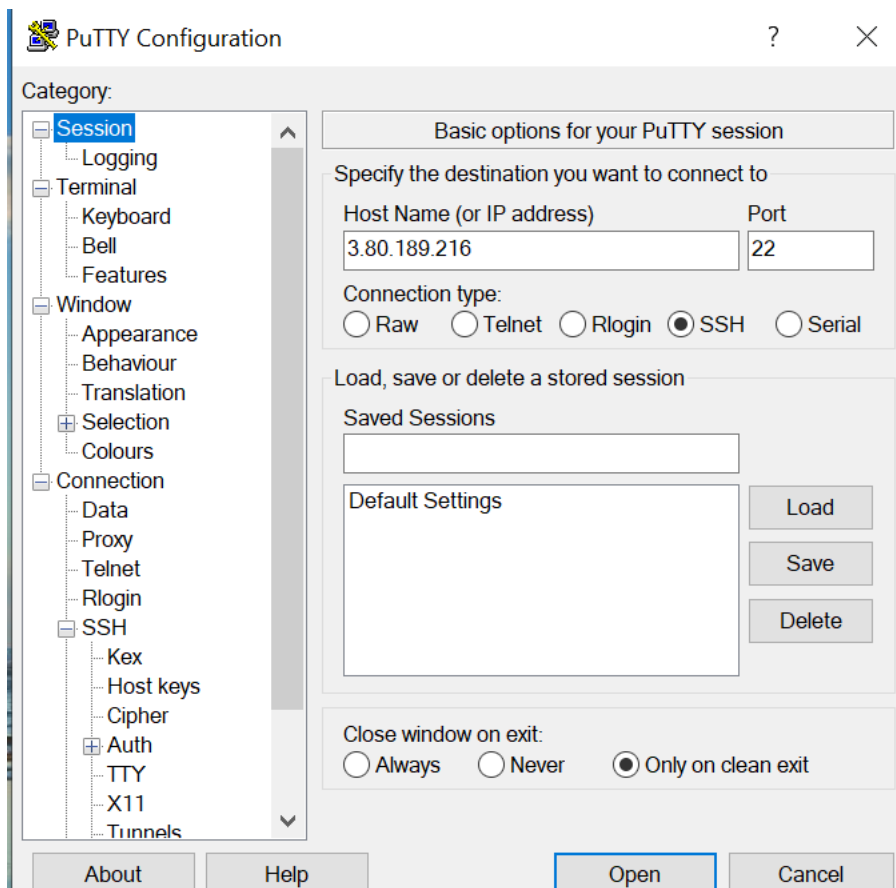 PuTTY Configuration
?
Category:
Session
Logging
Terminal
Keyboard
Bell
Features
Window
Appearance
Behaviour
Translation
Selection
Colours
Connection
Data
Proxy
Telnet
Rlogin
SSH
Kex
Host keys
Cipher
Auth
TTY
X11
Tunnels
Basic options for your PuTTY session
Specify the destination you want to connect to
Host Name (or IP address) Port
3.80.189.216 22
Connection type:
Raw Telnet Rlogin SSH Serial
Load, save or delete a stored session
Saved Sessions
Default Settings
Load
Save
Delete
Close window on exit:
Always Never Only on clean exit
About Help Open Cancel